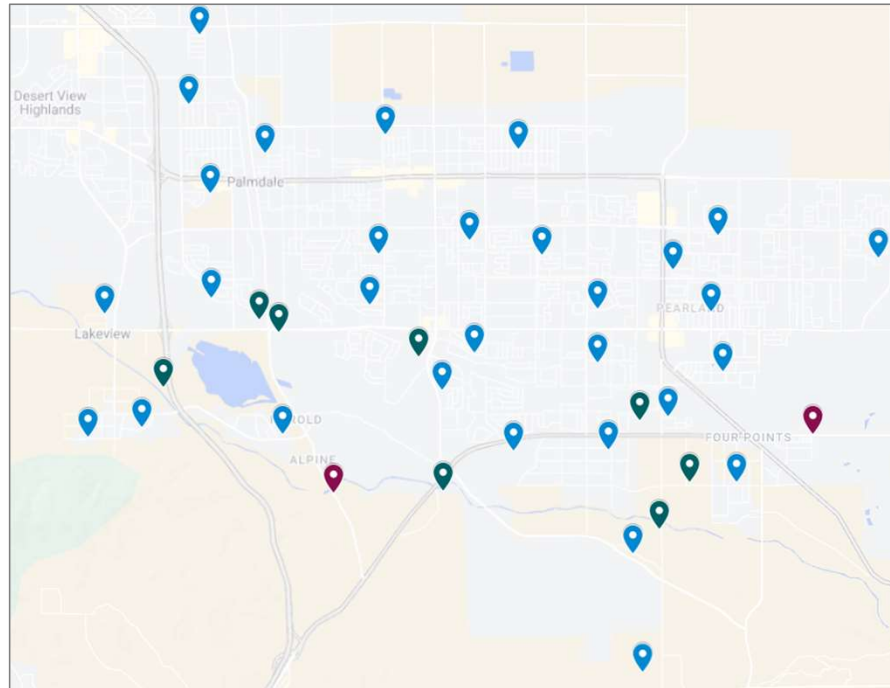 Desert View
Highlands
Palmdale
PEARLAND
Lakeview
FOUR POINTS
ALPINE